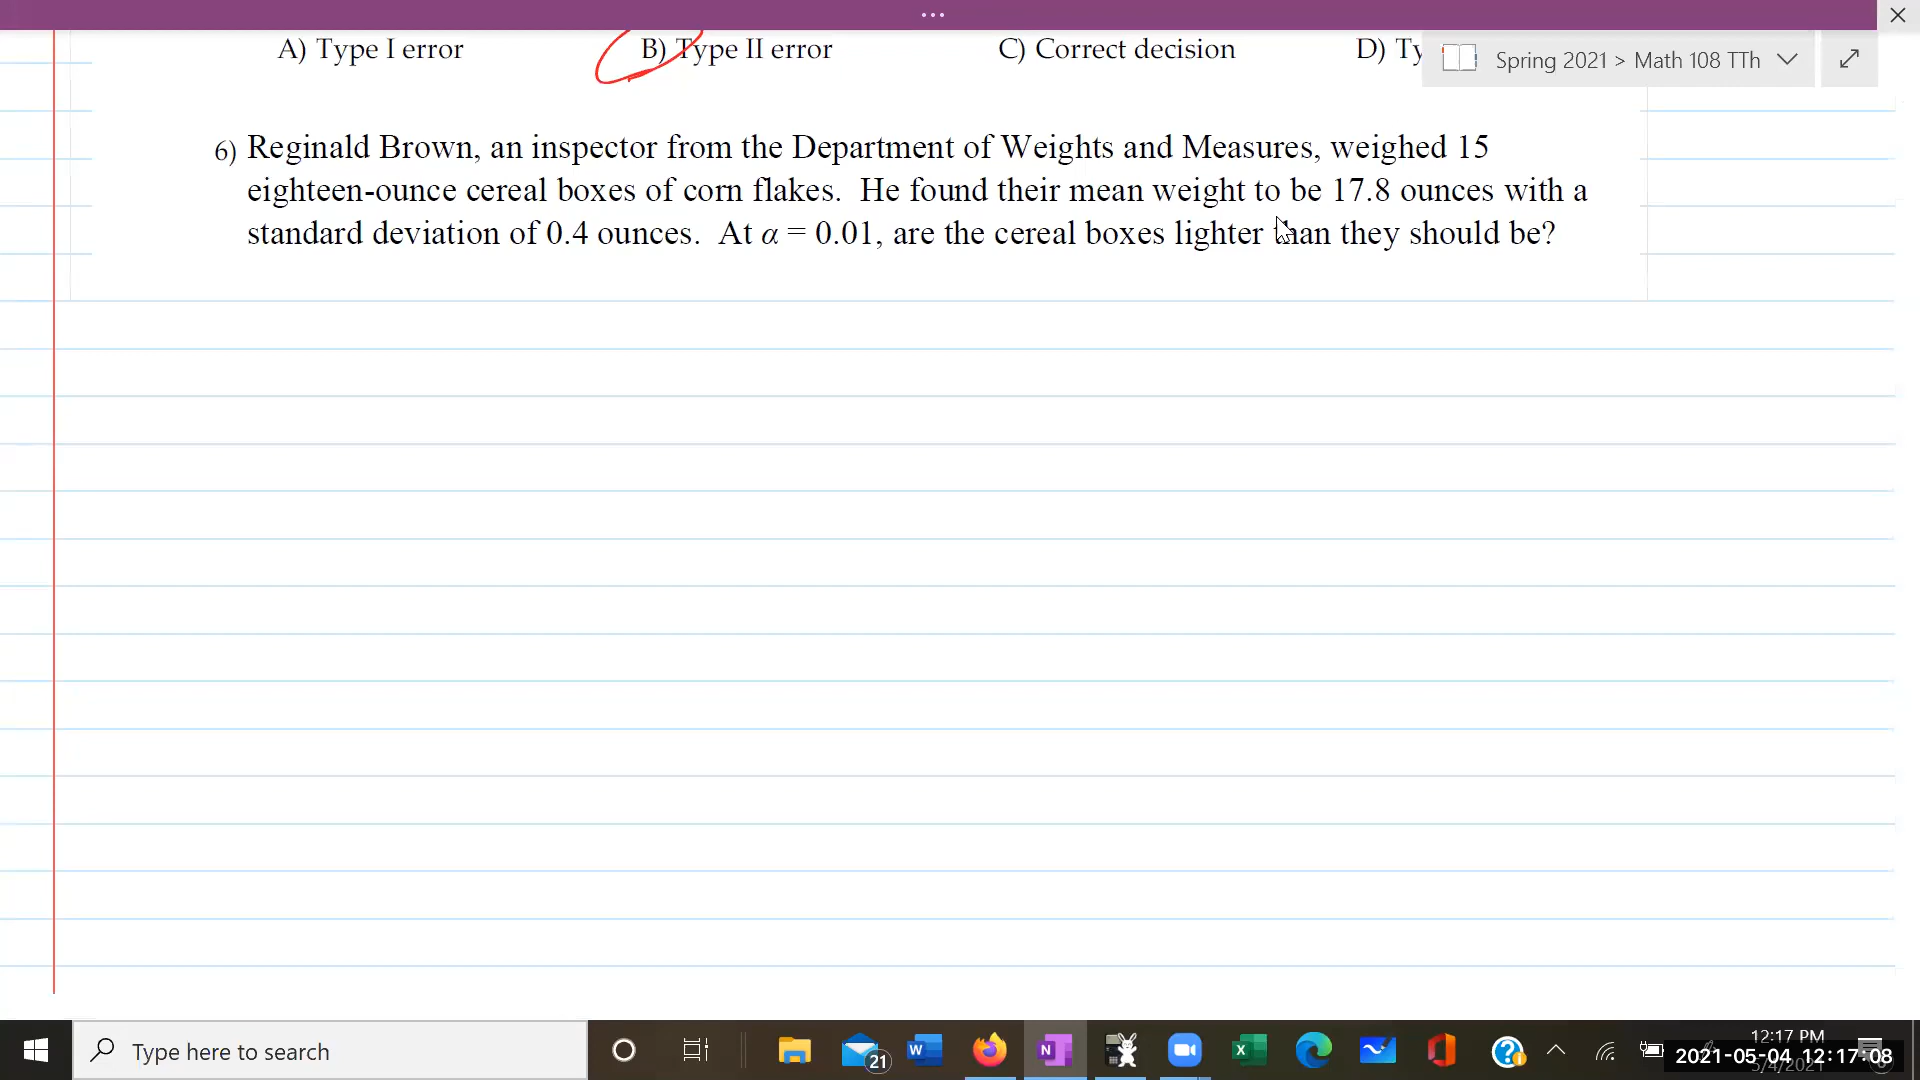 A) Type I error B) Type II error C) Correct decision D) Ty
Spring 2021 > Math 108 TTh
6) Reginald Brown, an inspector from the Department of Weights and Measures, weighed 15
eighteen-ounce cereal boxes of corn flakes. He found their mean weight to be 17.8 ounces with a
standard deviation of 0.4 ounces. At α = 0.01, are the cereal boxes lighter than they should be?
Type here to search
21
12:17 PM
2021-05-04 12:17:08